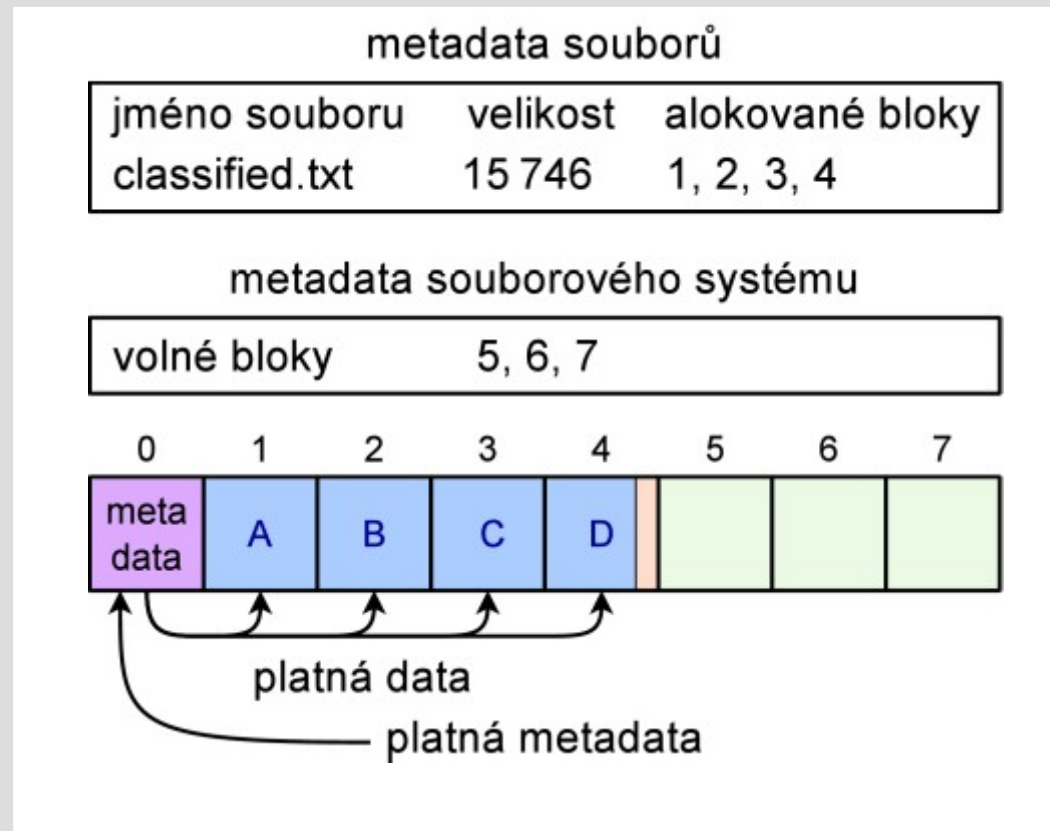 metadata souborů
jméno souboru velikost alokované bloky
classified.txt 15 746 1, 2, 3, 4
metadata souborového systému
volné bloky 5, 6, 7
0 1 2 3 4 5 6 7
meta
data
A B C D
platná data
platná metadata